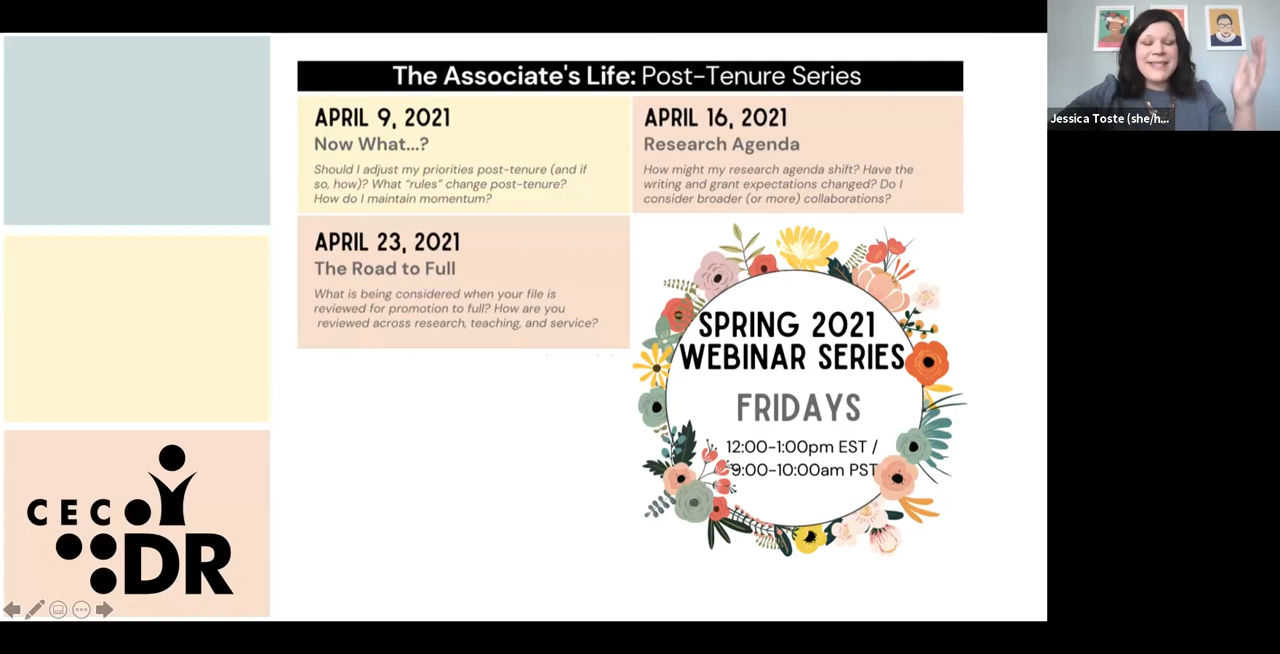 The Associate's Life: Post-Tenure Series
APRIL 9, 2021
Now What...?
Should I adjust my priorities post-tenure (and if
so, how)? What “rules” change post-tenure?
How do I maintain momentum?
APRIL 16, 2021
Research Agenda
How might my research agenda shift? Have the
writing and grant expectations changed? Do I
consider broader (or more) collaborations?
APRIL 23, 2021
The Road to Full
What is being considered when your file is
reviewed for promotion to full? How are you
reviewed across research, teaching, and service?
SPRING 2021
WEBINAR SERIES
FRIDAYS
12:00-1:00pm EST /
9:00-10:00am PST
CEC
DR
Jessica Toste (she/h...